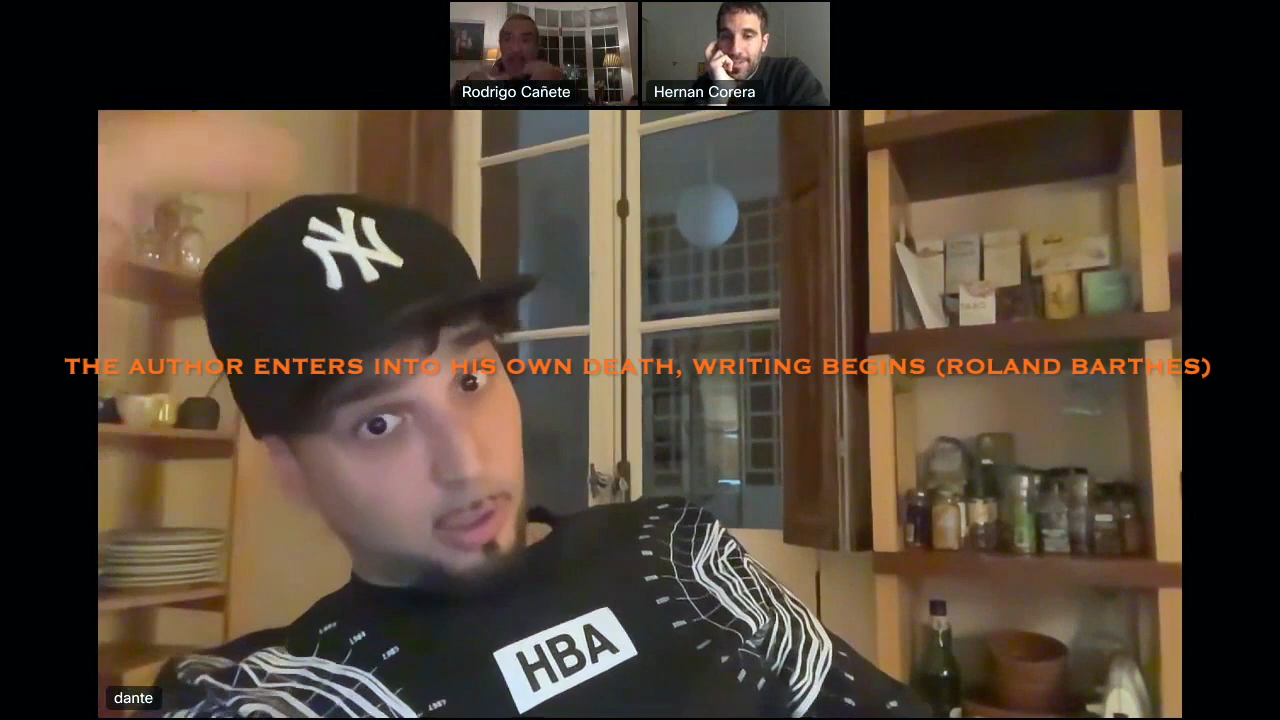 Rodrigo Cañete
Hernan Corera
NY
THE AUTHOR ENTERS INTO HIS OWN DEATH, WRITING BEGINS (ROLAND BARTHES)
HBA
dante